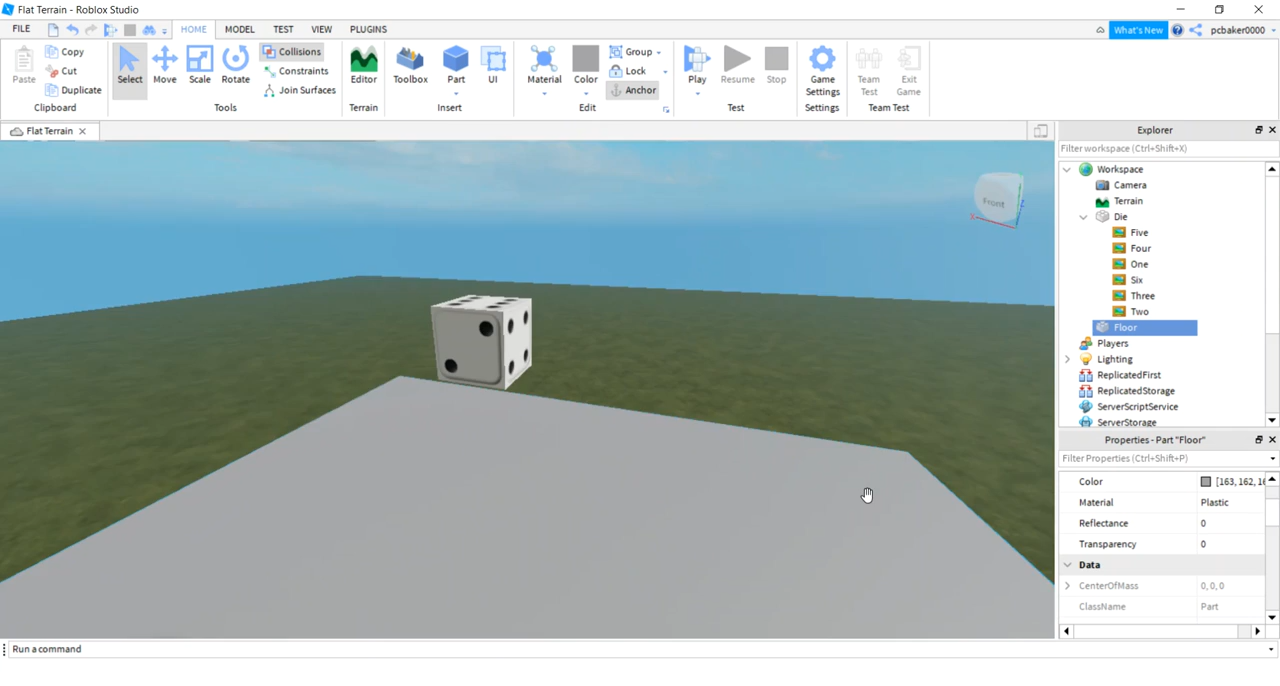 Flat Terrain - Roblox Studio
FILE HOME MODEL TEST VIEW PLUGINS What's New pcbaker0000
Paste Copy Cut Duplicate Clipboard
Select Move Scale Rotate Collisions Constraints Join Surfaces Tools
Editor Terrain
Toolbox Part UI Insert
Material Color Group Lock Anchor Edit
Play Resume Stop Test
Game Settings Settings
Team Test Exit Game Team Test
Flat Terrain
Front
X
Z
Explorer
Filter workspace (Ctrl+Shift+X)
Workspace
Camera
Terrain
Die
Five
Four
One
Six
Three
Two
Floor
Players
Lighting
ReplicatedFirst
ReplicatedStorage
ServerScriptService
ServerStorage
Properties - Part "Floor"
Filter Properties (Ctrl+Shift+P)
Color [163, 162, 16
Material Plastic
Reflectance 0
Transparency 0
Data
CenterOfMass 0, 0, 0
ClassName Part
Run a command